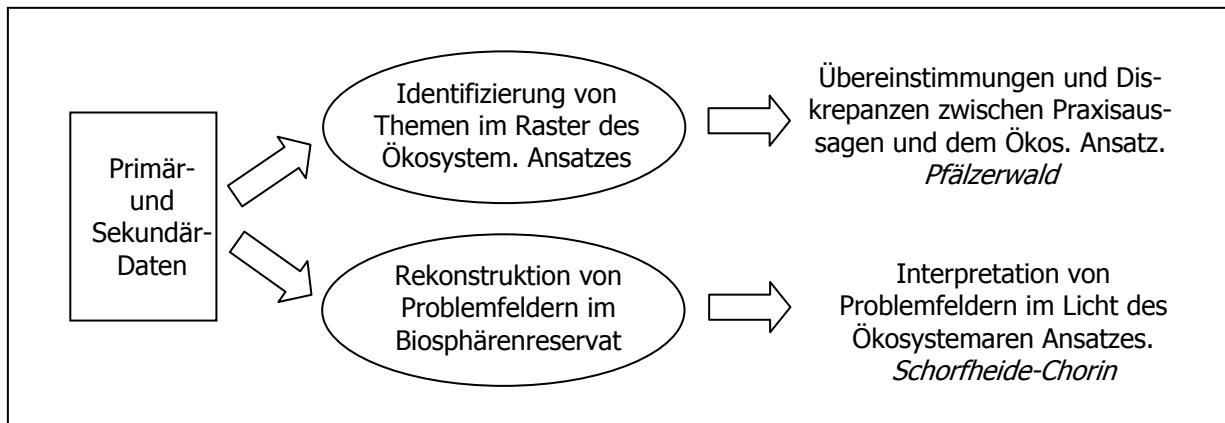 Primär-
und
Sekundär-
Daten
Identifizierung von
Themen im Raster des
Ökosystem. Ansatzes
Übereinstimmungen und Dis-
krepanzen zwischen Praxisaus-
sagen und dem Ökos. Ansatz.
Pfälzerwald
Rekonstruktion von
Problemfeldern im
Biosphärenreservat
Interpretation von
Problemfeldern im Licht des
Ökosystemaren Ansatzes.
Schorfheide-Chorin